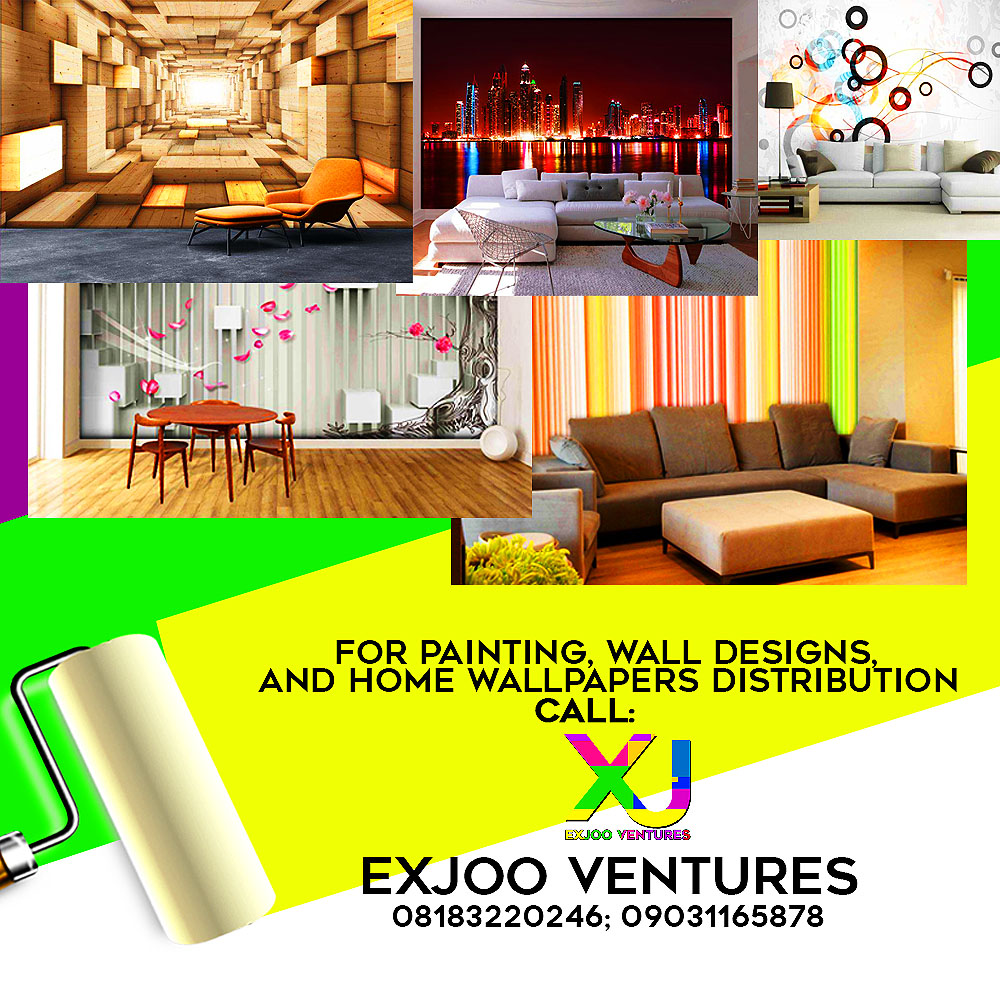 FOR PAINTING, WALL DESIGNS,
AND HOME WALLPAPERS DISTRIBUTION
CALL:
XJ
EXJOO VENTURES
EXJOO VENTURES
08183220246; 09031165878